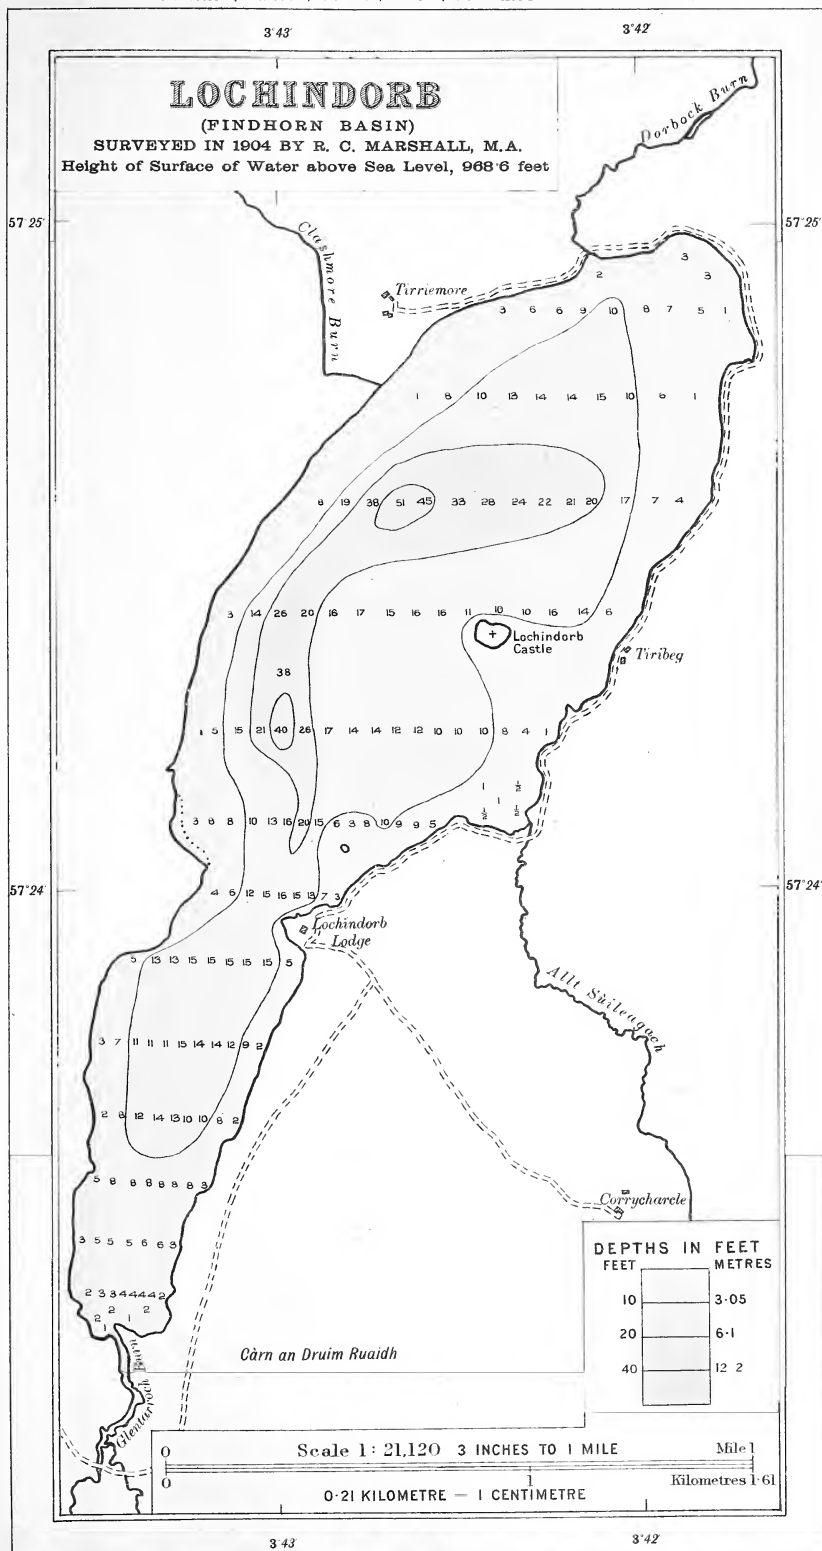 3°43′ 3°42′
LOCHINDORB
(FINDHORN BASIN)
SURVEYED IN 1904 BY R. C. MARSHALL, M.A.
Height of Surface of Water above Sea Level, 968·6 feet
Dorbock Burn
57°25′ 57°25′
Clashmore Burn
Tirriemore
3
2 3
3 6 6 9 10 8 7 5 1
1 8 10 13 14 14 15 10 6 1
8 19 38 51 45 33 28 24 22 21 20 17 7 4
3 14 26 20 16 17 15 16 16 11 10 10 16 14 6
Lochindorb
Castle
Tiribeg
38
1 5 15 21 40 26 17 14 14 12 12 10 10 10 8 4 1
1 ½
1
½ ½
3 8 8 10 13 16 20 15 6 3 8 10 9 9 5
57°24′ 57°24′
4 6 12 15 16 15 13 7 3
Lochindorb
Lodge
5 13 13 15 15 15 15 15 5
Allt Sùileagach
3 7 11 11 11 15 14 14 12 9 2
2 8 12 14 13 10 10 8 2
5 8 8 8 8 8 8 3
Corrycharcle
3 5 5 5 6 6 3
2 3 3 4 4 4 4 2
2 2
2 1
1
Glentarroch Burn
Càrn an Druim Ruaidh
DEPTHS IN FEET
FEET METRES
10 3·05
20 6·1
40 12 2
0 Scale 1:21,120 3 INCHES TO 1 MILE Mile 1
0 1 Kilometres 1·61
0·21 KILOMETRE = 1 CENTIMETRE
3°43′ 3°42′